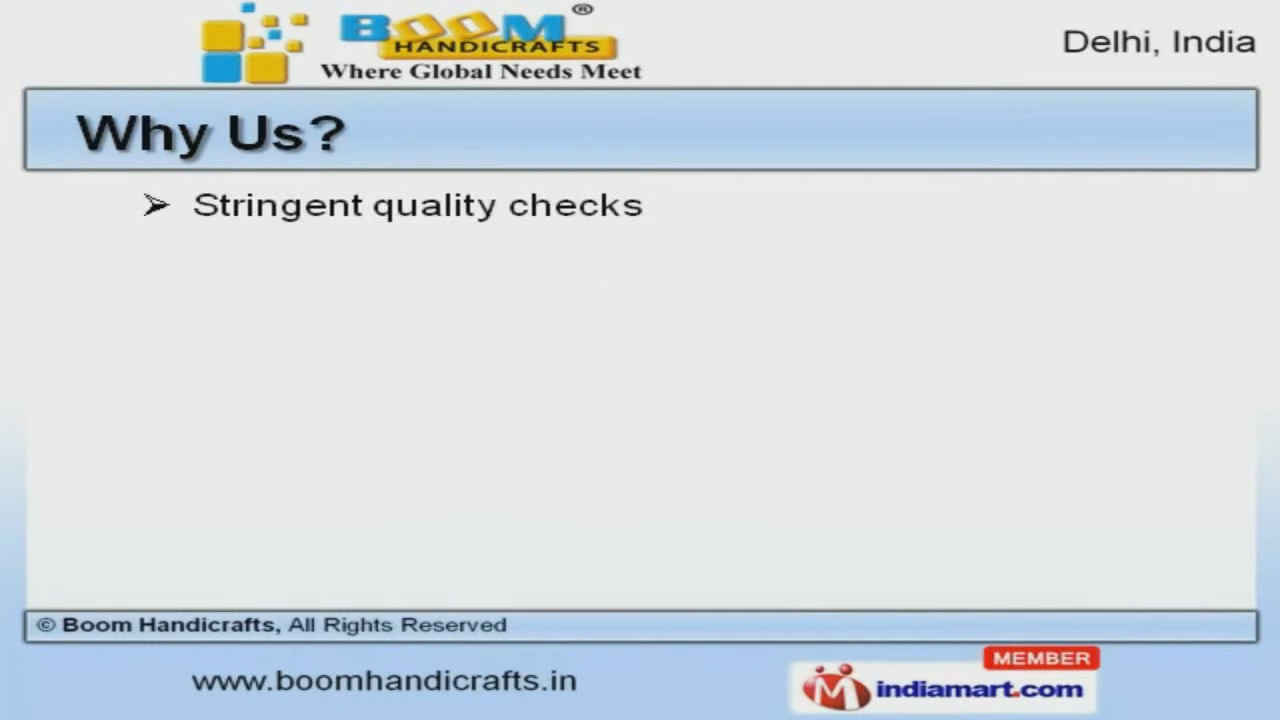 BOOM ®
HANDICRAFTS
Where Global Needs Meet
Delhi, India
Why Us?
➢ Stringent quality checks
© Boom Handicrafts, All Rights Reserved
www.boomhandicrafts.in
MEMBER
indiamart.com